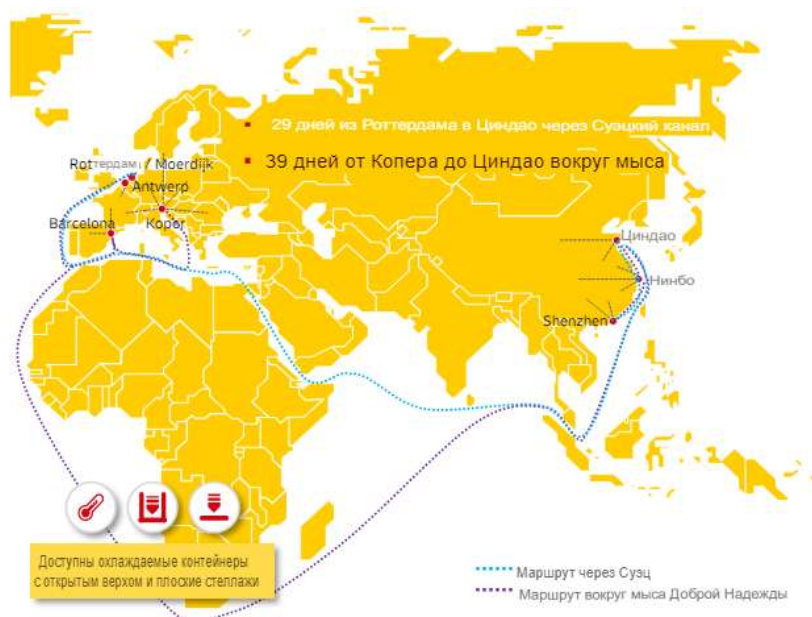 29 дней из Роттердама в Циндао через Суэцкий канал
39 дней от Копера до Циндао вокруг мыса
Rotтердам / Moerdijk
Antwerp
Barcelona
Koper
Циндао
Нинбо
Shenzhen
Доступны охлаждаемые контейнеры
с открытым верхом и плоские стеллажи
Маршрут через Суэц
Маршрут вокруг мыса Доброй Надежды